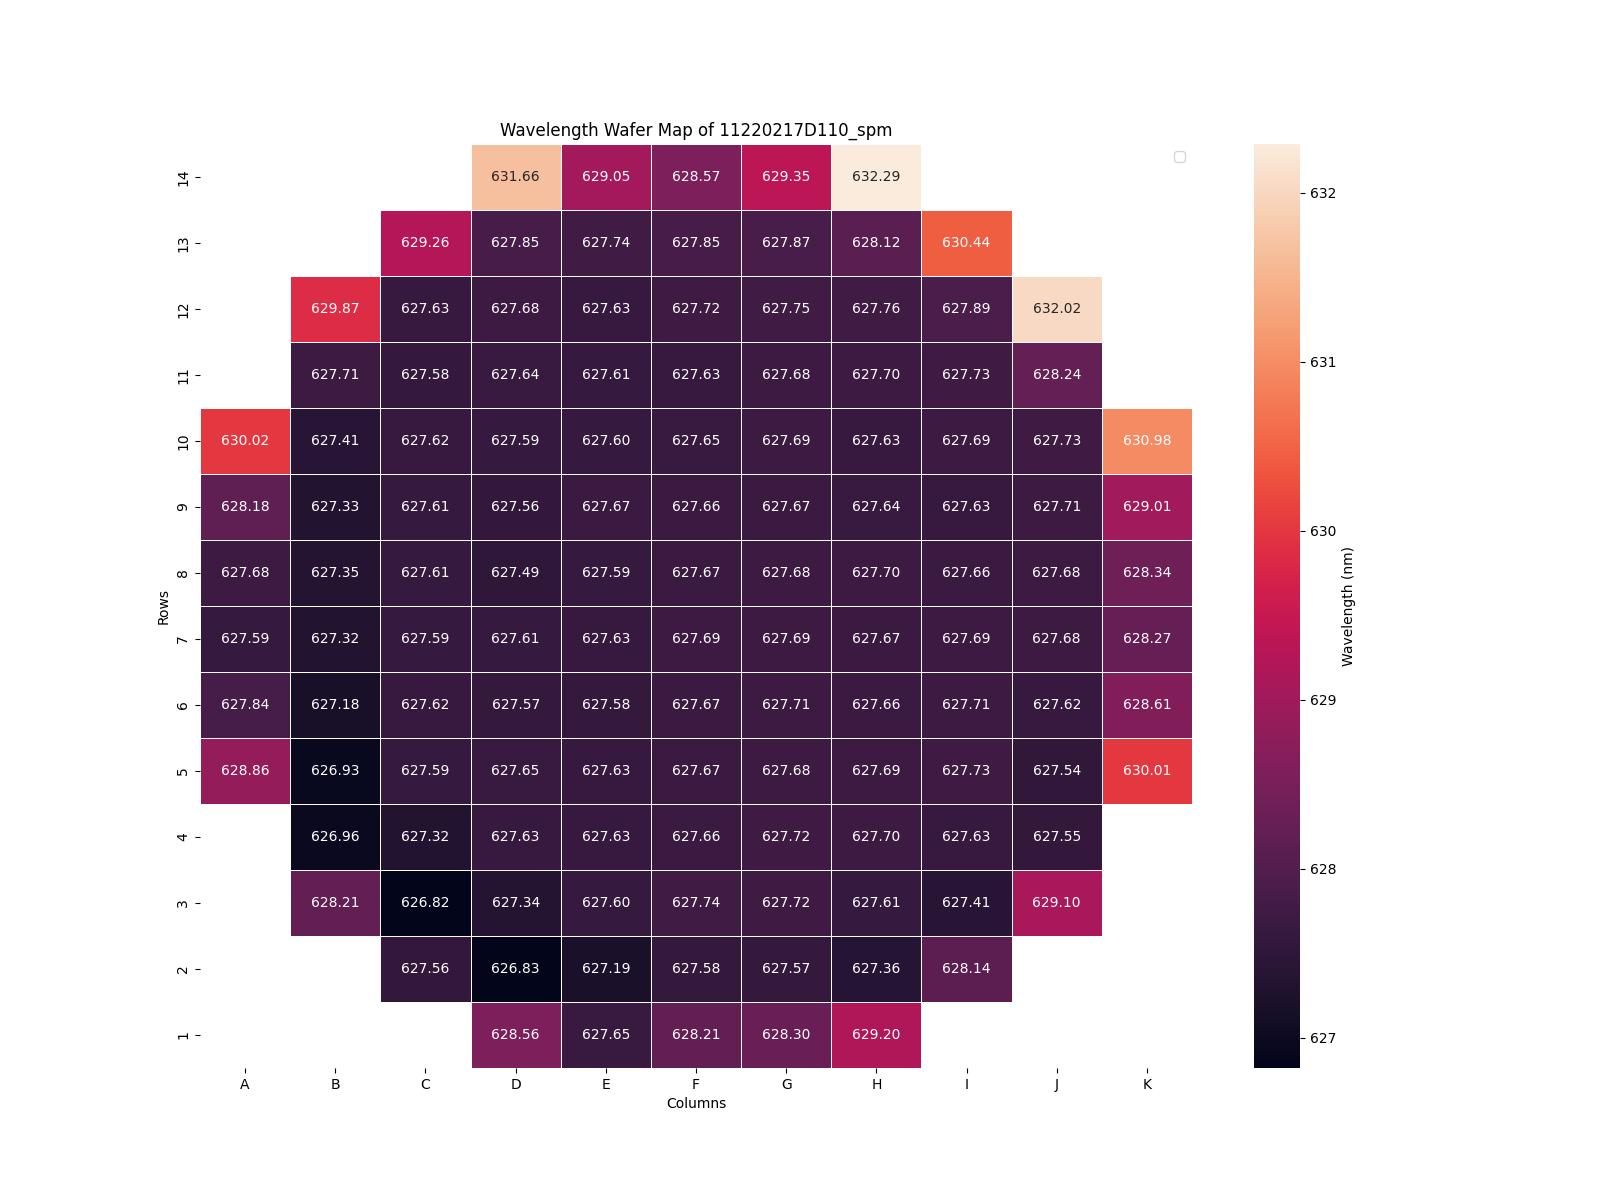 Wavelength Wafer Map of 11220217D110_spm
14 631.66 629.05 628.57 629.35 632.29
13 629.26 627.85 627.74 627.85 627.87 628.12 630.44
12 629.87 627.63 627.68 627.63 627.72 627.75 627.76 627.89 632.02
11 627.71 627.58 627.64 627.61 627.63 627.68 627.70 627.73 628.24
10 630.02 627.41 627.62 627.59 627.60 627.65 627.69 627.63 627.69 627.73 630.98
9 628.18 627.33 627.61 627.56 627.67 627.66 627.67 627.64 627.63 627.71 629.01
8 627.68 627.35 627.61 627.49 627.59 627.67 627.68 627.70 627.66 627.68 628.34
7 627.59 627.32 627.59 627.61 627.63 627.69 627.69 627.67 627.69 627.68 628.27
6 627.84 627.18 627.62 627.57 627.58 627.67 627.71 627.66 627.71 627.62 628.61
5 628.86 626.93 627.59 627.65 627.63 627.67 627.68 627.69 627.73 627.54 630.01
4 626.96 627.32 627.63 627.63 627.66 627.72 627.70 627.63 627.55
3 628.21 626.82 627.34 627.60 627.74 627.72 627.61 627.41 629.10
2 627.56 626.83 627.19 627.58 627.57 627.36 628.14
1 628.56 627.65 628.21 628.30 629.20
A B C D E F G H I J K
Columns
Rows
632
631
630
629
628
627
Wavelength (nm)